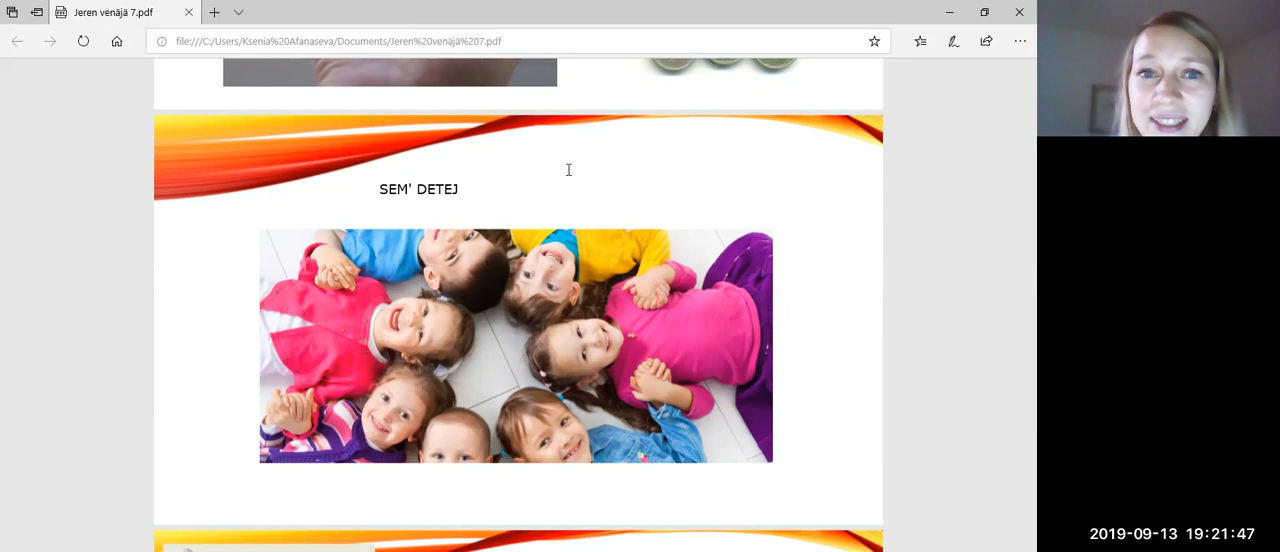 Jeren venäjä 7.pdf
file:///C:/Users/Ksenia%20Afanaseva/Documents/Jeren%20venäjä%207.pdf
SEM' DETEJ
2019-09-13 19:21:47